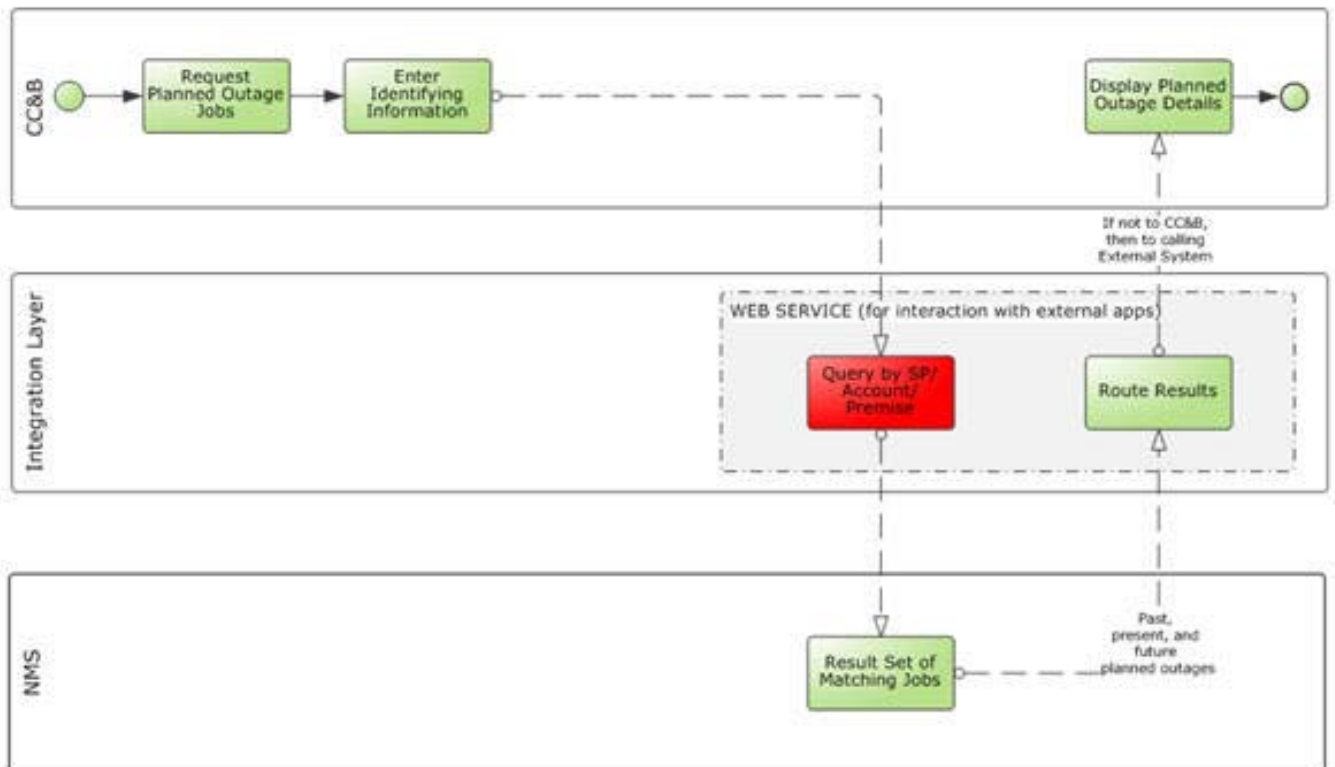 CC&B
Request
Planned Outage
Jobs
Enter
Identifying
Information
Display Planned
Outage Details
If not to CC&B,
then to calling
External System
Integration Layer
WEB SERVICE (for interaction with external apps)
Query by SP/
Account/
Premise
Route Results
NMS
Result Set of
Matching Jobs
Past,
present, and
future
planned outages